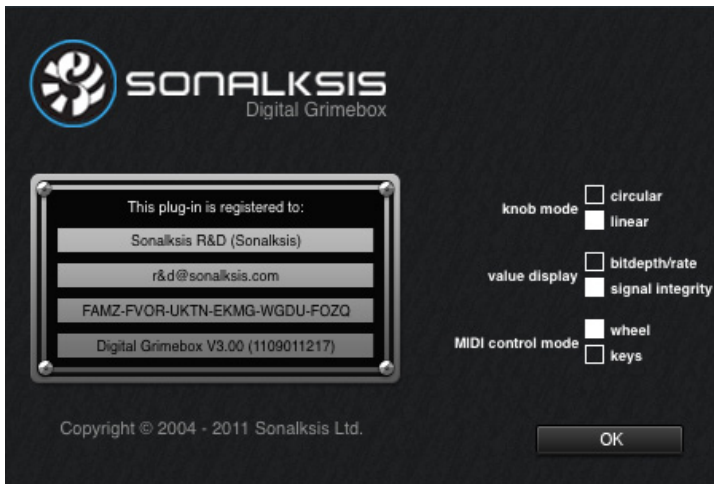 SONALKSIS
Digital Grimebox
This plug-in is registered to:
Sonalksis R&D (Sonalksis)
r&d@sonalksis.com
FAMZ-FVOR-UKTN-EKMG-WGDU-FOZQ
Digital Grimebox V3.00 (1109011217)
knob mode
circular
linear
value display
bitdepth/rate
signal integrity
MIDI control mode
wheel
keys
Copyright © 2004 - 2011 Sonalksis Ltd.
OK